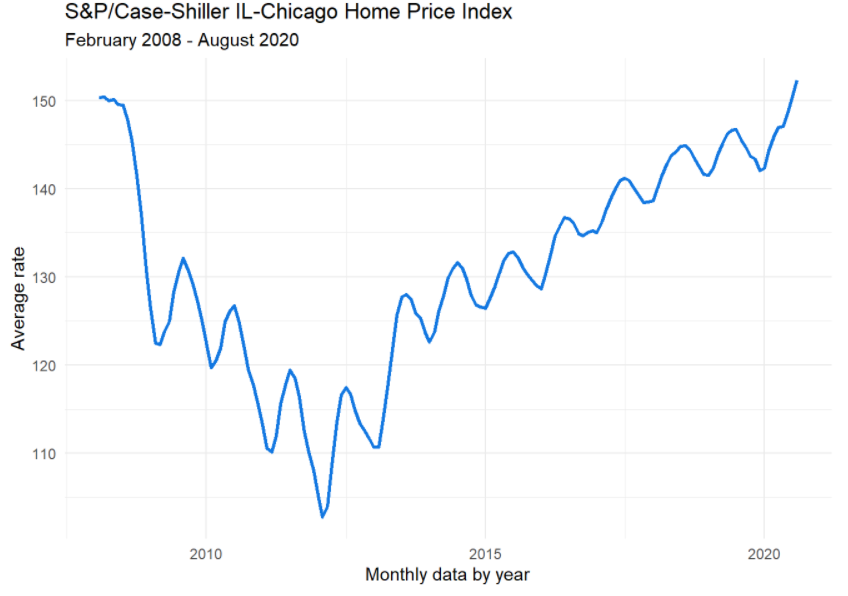 S&P/Case-Shiller IL-Chicago Home Price Index
February 2008 - August 2020
150
140
130
120
110
Average rate
2010
2015
2020
Monthly data by year